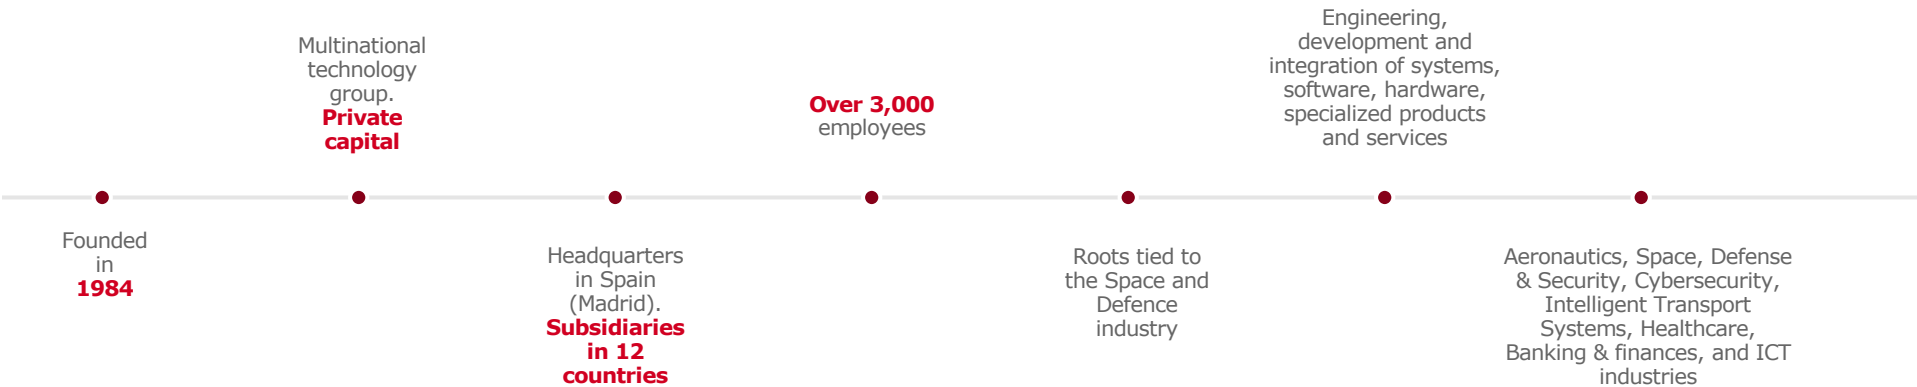 Founded
in
1984
Multinational
technology
group.
Private
capital
Headquarters
in Spain
(Madrid).
Subsidiaries
in 12
countries
Over 3,000
employees
Roots tied to
the Space and
Defence
industry
Engineering,
development and
integration of systems,
software, hardware,
specialized products
and services
Aeronautics, Space, Defense
& Security, Cybersecurity,
Intelligent Transport
Systems, Healthcare,
Banking & finances, and ICT
industries